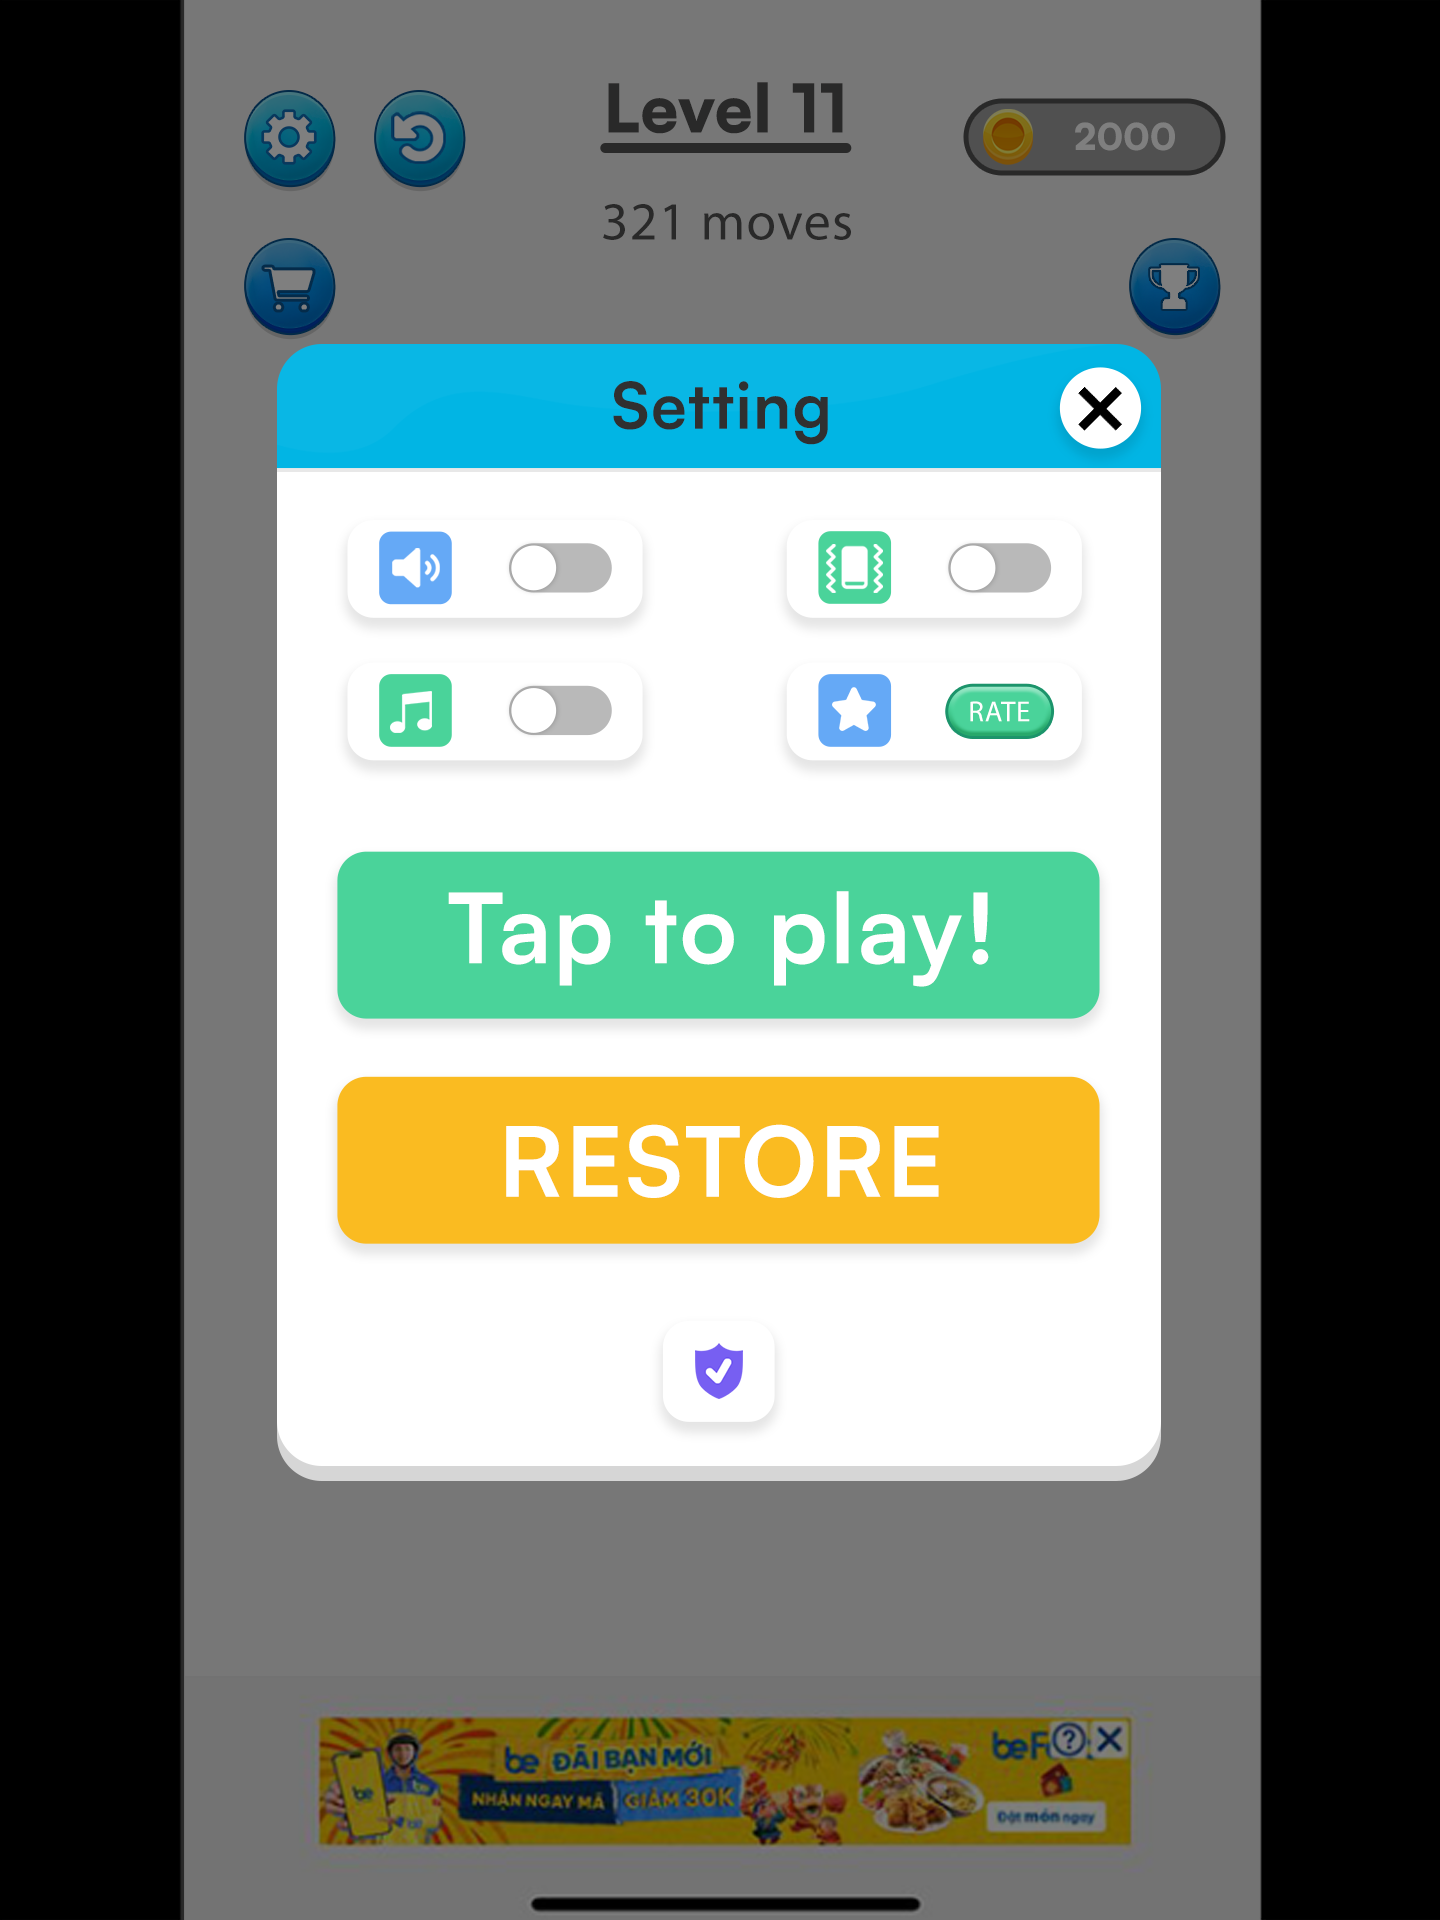 Level 11
2000
321 moves
Setting
RATE
Tap to play!
RESTORE
be ĐÃI BẠN MỚI
NHẬN NGAY MÃ GIẢM 30K
be
Đặt món ngay